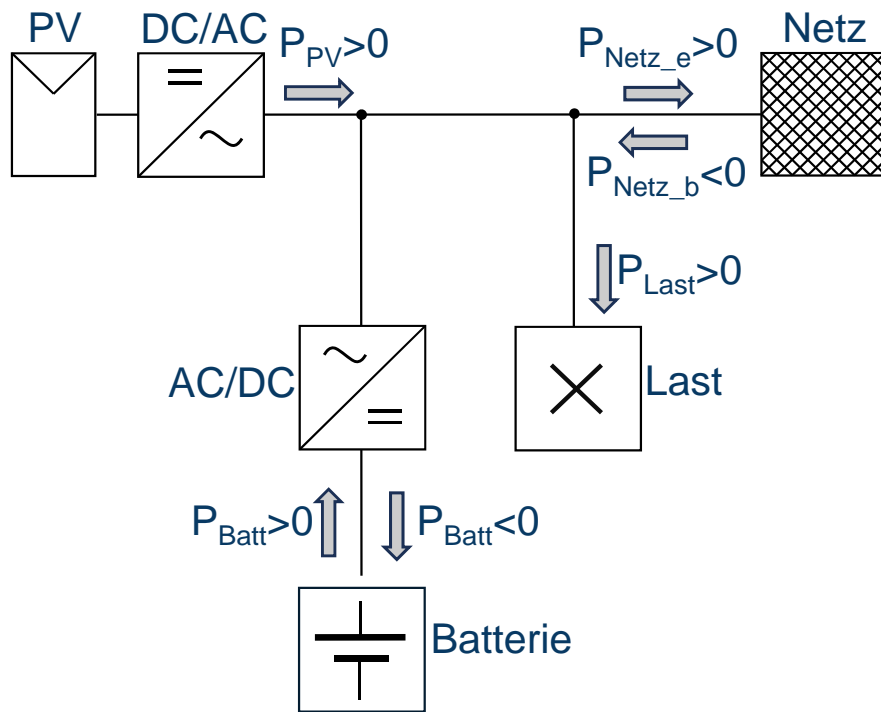 PV
DC/AC
P_PV>0
P_Netz_e>0
Netz
P_Netz_b<0
P_Last>0
AC/DC
Last
P_Batt>0
P_Batt<0
Batterie